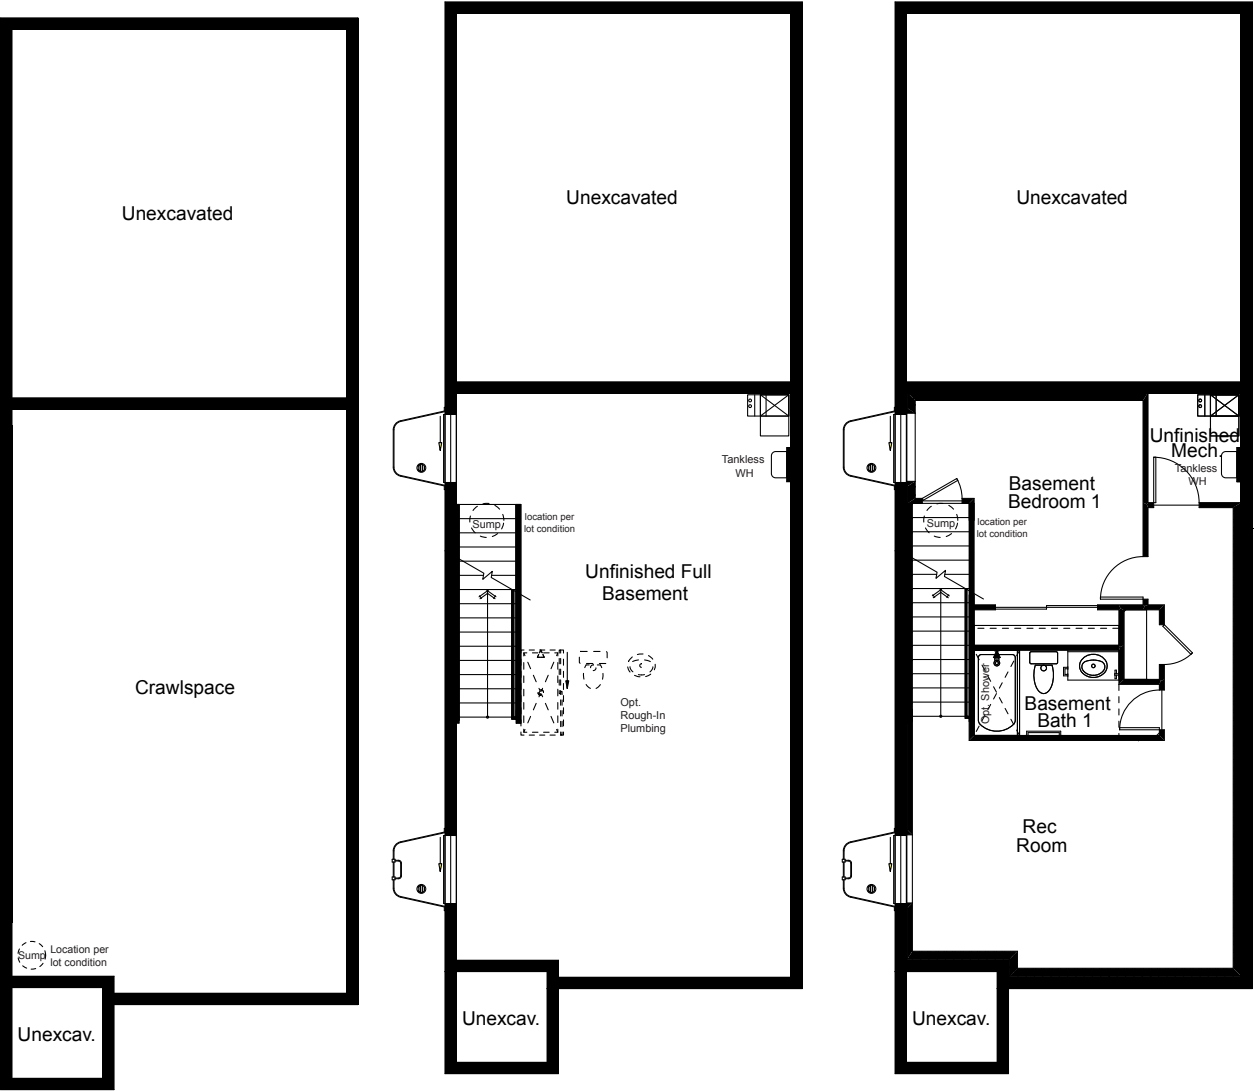 Unexcavated
Crawlspace
Sump
Location per
lot condition
Unexcav.
Unexcavated
Tankless
WH
Sump
location per
lot condition
Unfinished Full
Basement
Opt.
Rough-In
Plumbing
Unexcav.
Unexcavated
Unfinished
Mech.
Tankless
WH
Basement
Bedroom 1
Sump
location per
lot condition
Opt. Shower
Basement
Bath 1
Rec
Room
Unexcav.